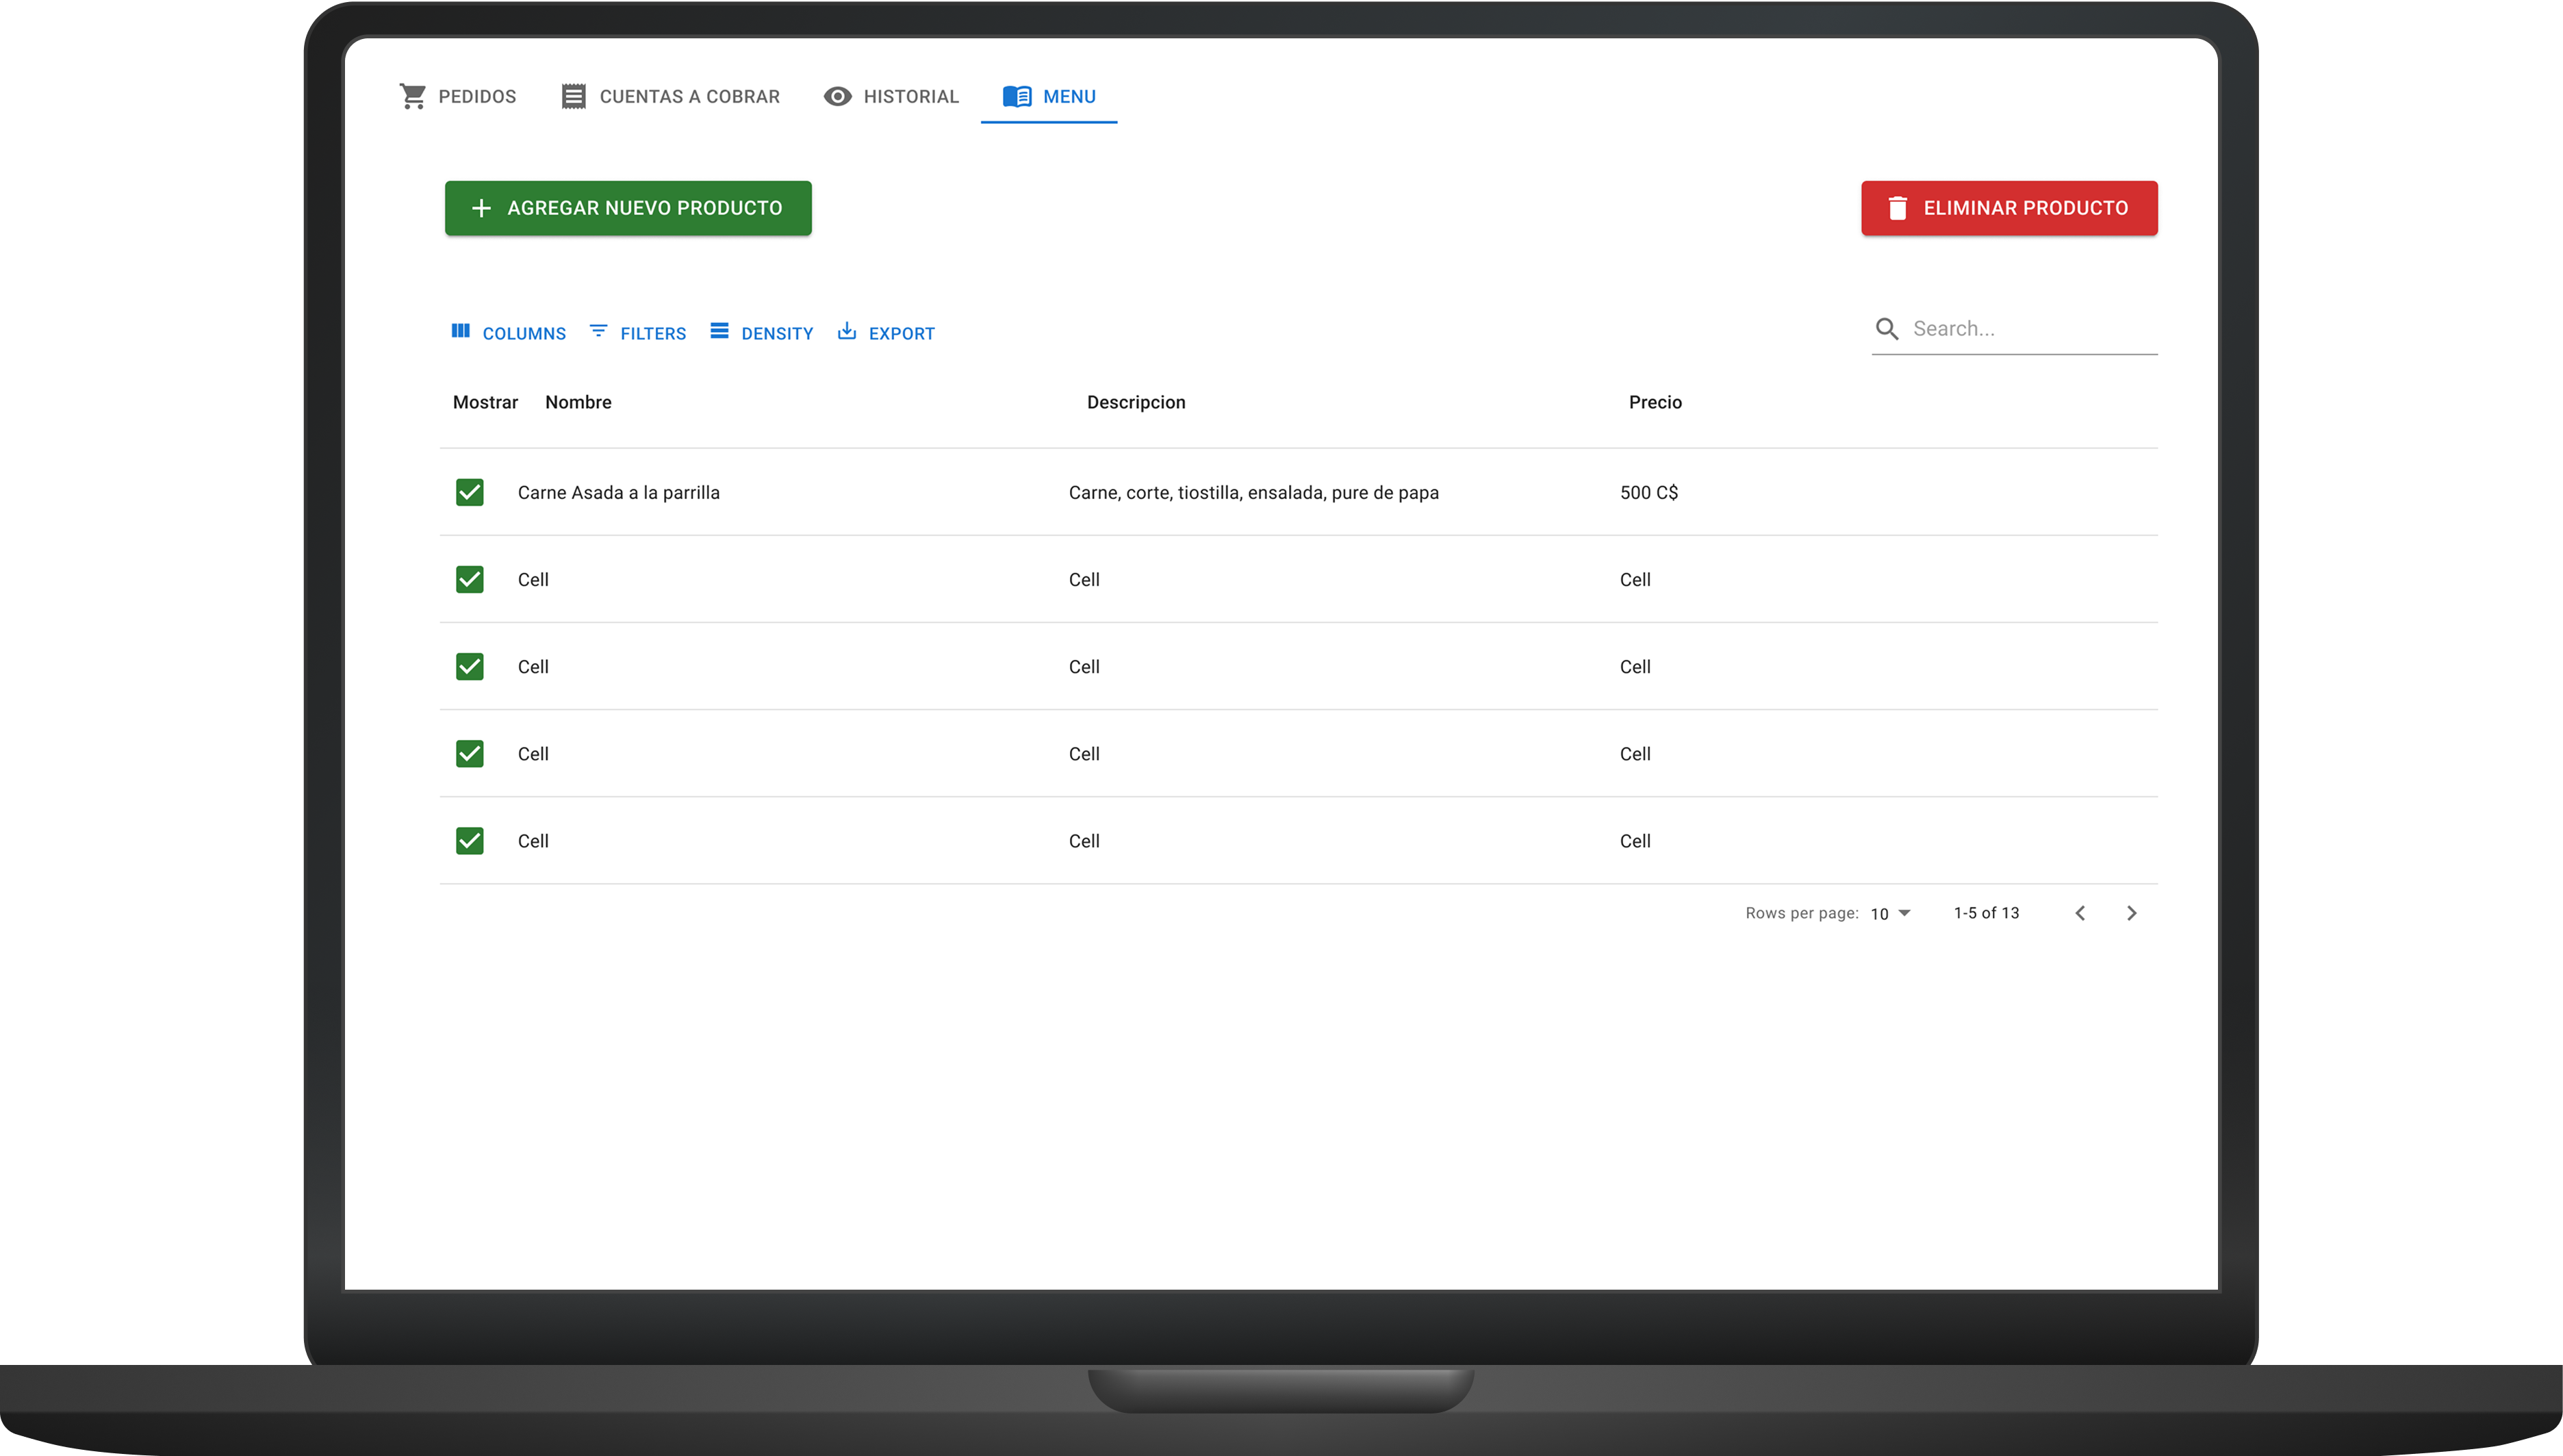 PEDIDOS CUENTAS A COBRAR HISTORIAL MENU
AGREGAR NUEVO PRODUCTO ELIMINAR PRODUCTO
COLUMNS FILTERS DENSITY EXPORT Search...
Mostrar Nombre Descripcion Precio
Carne Asada a la parrilla Carne, corte, tiostilla, ensalada, pure de papa 500 C$
Cell Cell Cell
Cell Cell Cell
Cell Cell Cell
Cell Cell Cell
Rows per page: 10 1-5 of 13